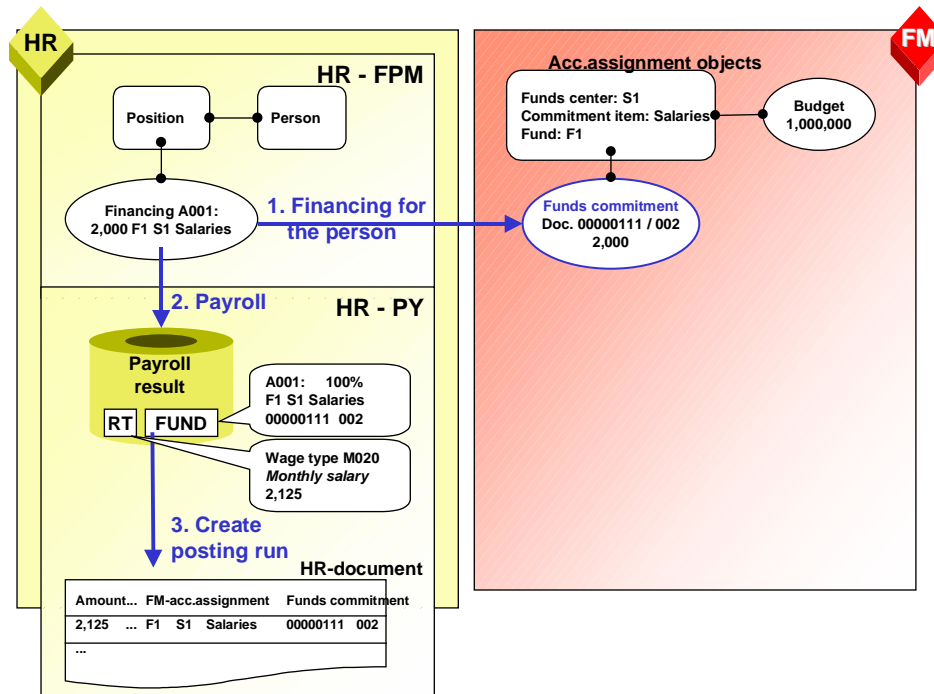 HR
HR - FPM
Position
Person
Financing A001:
2,000 F1 S1 Salaries
1. Financing for
the person
2. Payroll
HR - PY
Payroll
result
RT
FUND
A001: 100%
F1 S1 Salaries
00000111 002
Wage type M020
Monthly salary
2,125
3. Create
posting run
HR-document
Amount... FM-acc.assignment Funds commitment
2,125 ... F1 S1 Salaries 00000111 002
...
FM
Acc.assignment objects
Funds center: S1
Commitment item: Salaries
Fund: F1
Budget
1,000,000
Funds commitment
Doc. 00000111 / 002
2,000